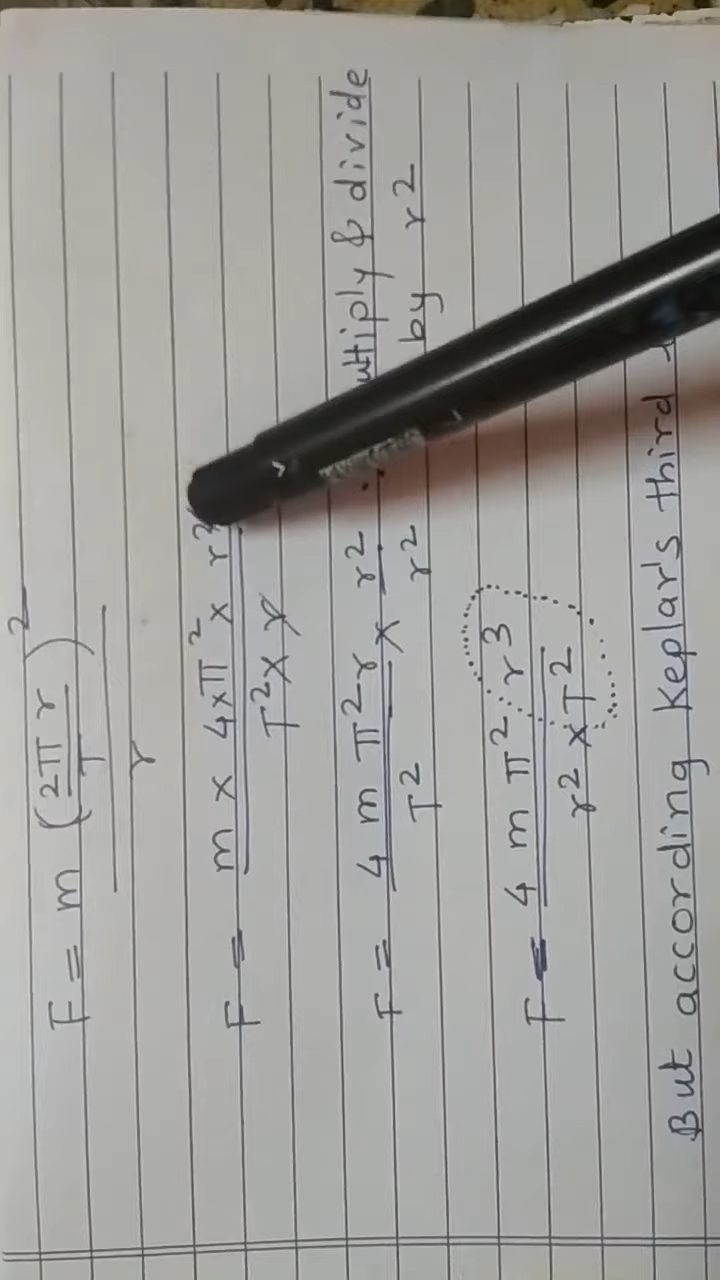 F = m (2πr/T)² / r
F = m × 4×π² × r² / T² × r
F = 4 m π² r / T² × r² / r² ... ultiply & divide
by r²
F = 4 m π² r³ / r² × T²
But according Keplar's third